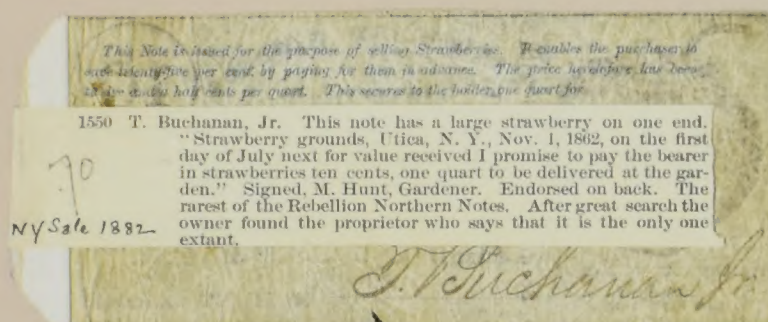 This Note is issued for the purpose of selling Strawberries. It enables the purchaser to
save twenty-five per cent. by paying for them in advance. The price heretofore has been
twelve and a half cents per quart. This secures to the holder one quart for
1550 T. Buchanan, Jr. This note has a large strawberry on one end.
"Strawberry grounds, Utica, N. Y., Nov. 1, 1862, on the first
day of July next for value received I promise to pay the bearer
in strawberries ten cents, one quart to be delivered at the gar-
den." Signed, M. Hunt, Gardener. Endorsed on back. The
rarest of the Rebellion Northern Notes. After great search the
owner found the proprietor who says that it is the only one
extant.
70
NY Sale 1882
T. Buchanan Jr.